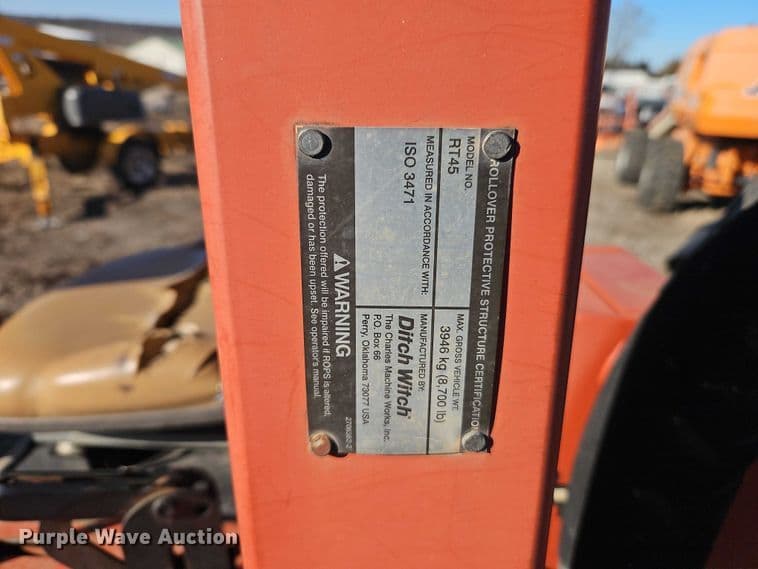 ROLLOVER PROTECTIVE STRUCTURE CERTIFICATION
MODEL NO.
RT45
MAX. GROSS VEHICLE WT.
3946 kg (8,700 lb)
MEASURED IN ACCORDANCE WITH:
ISO 3471
MANUFACTURED BY:
Ditch Witch
The Charles Machine Works, Inc.
P.O. Box 66
Perry, Oklahoma 73077 USA
WARNING
The protection offered will be impaired if ROPS is altered,
damaged or has been upset. See operator's manual.
Purple Wave Auction